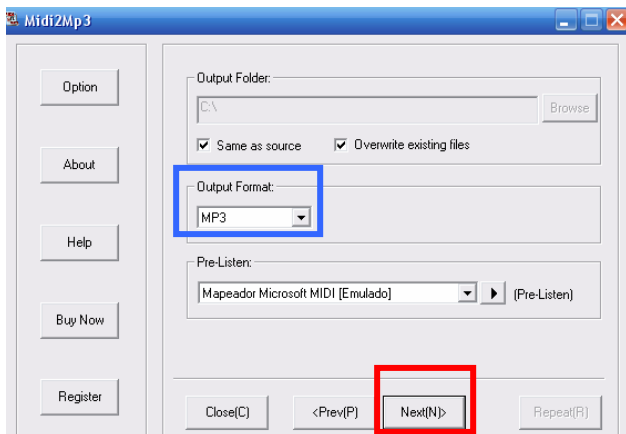 Midi2Mp3
Option
About
Help
Buy Now
Register
Output Folder:
C:\
Browse
Same as source
Overwrite existing files
Output Format:
MP3
Pre-Listen:
Mapeador Microsoft MIDI [Emulado]
(Pre-Listen)
Close(C)
<Prev(P)
Next(N)>
Repeat(R)